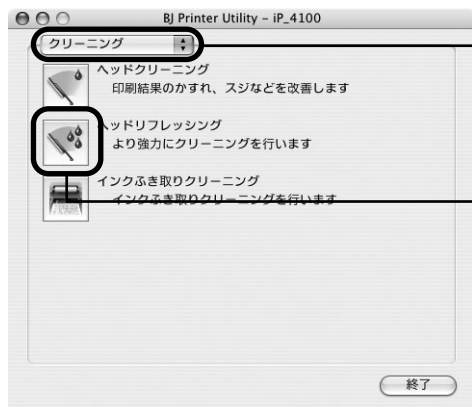 BJ Printer Utility – iP_4100
クリーニング
ヘッドクリーニング
印刷結果のかすれ、スジなどを改善します
ヘッドリフレッシング
より強力にクリーニングを行います
インクふき取りクリーニング
インクふき取りクリーニングを行います
終了